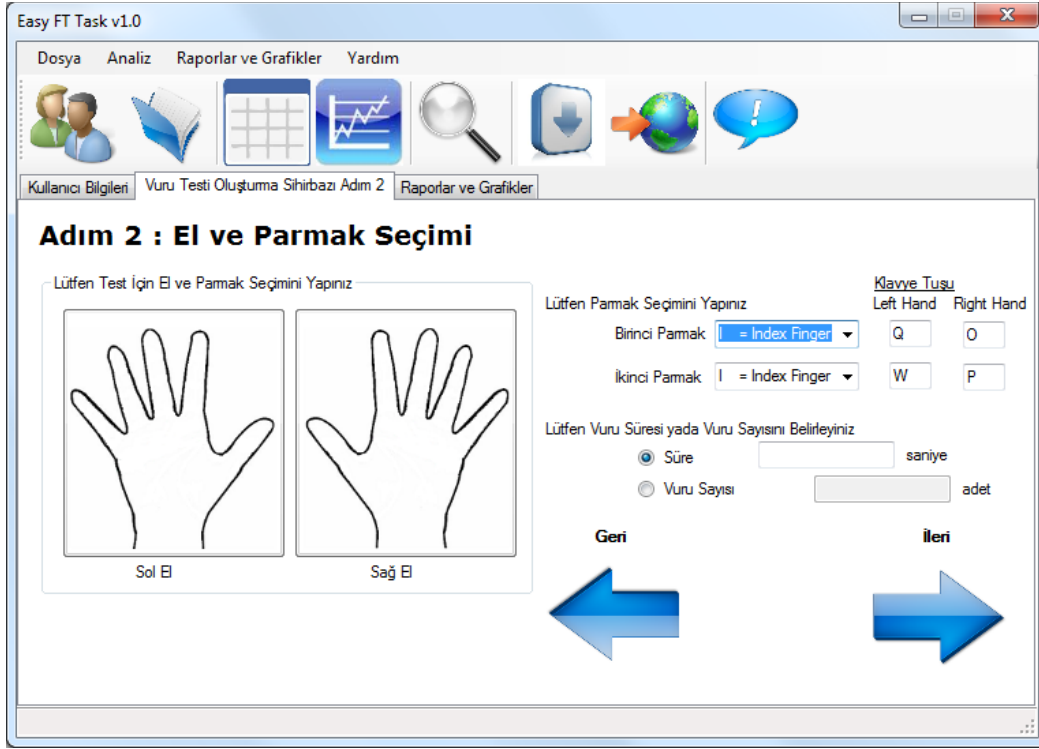 Easy FT Task v1.0
Dosya Analiz Raporlar ve Grafikler Yardım
Kullanıcı Bilgileri Vuru Testi Oluşturma Sihirbazı Adım 2 Raporlar ve Grafikler
Adım 2 : El ve Parmak Seçimi
Lütfen Test İçin El ve Parmak Seçimini Yapınız
Sol El Sağ El
Klavye Tuşu
Lütfen Parmak Seçimini Yapınız Left Hand Right Hand
Birinci Parmak I = Index Finger Q O
İkinci Parmak I = Index Finger W P
Lütfen Vuru Süresi yada Vuru Sayısını Belirleyiniz
Süre saniye
Vuru Sayısı adet
Geri İleri